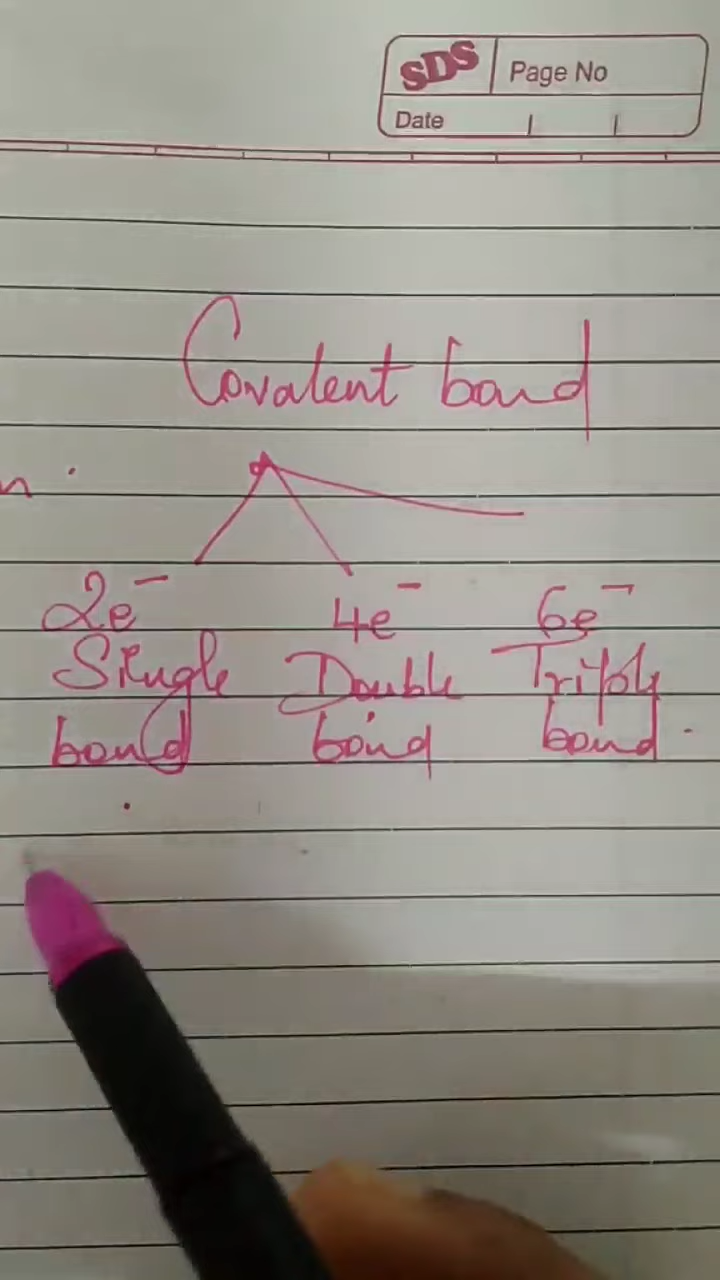 SDS Page No
Date
Covalent bond
n.
2e⁻ 4e⁻ 6e⁻
Single Double Triple
bond bond bond.